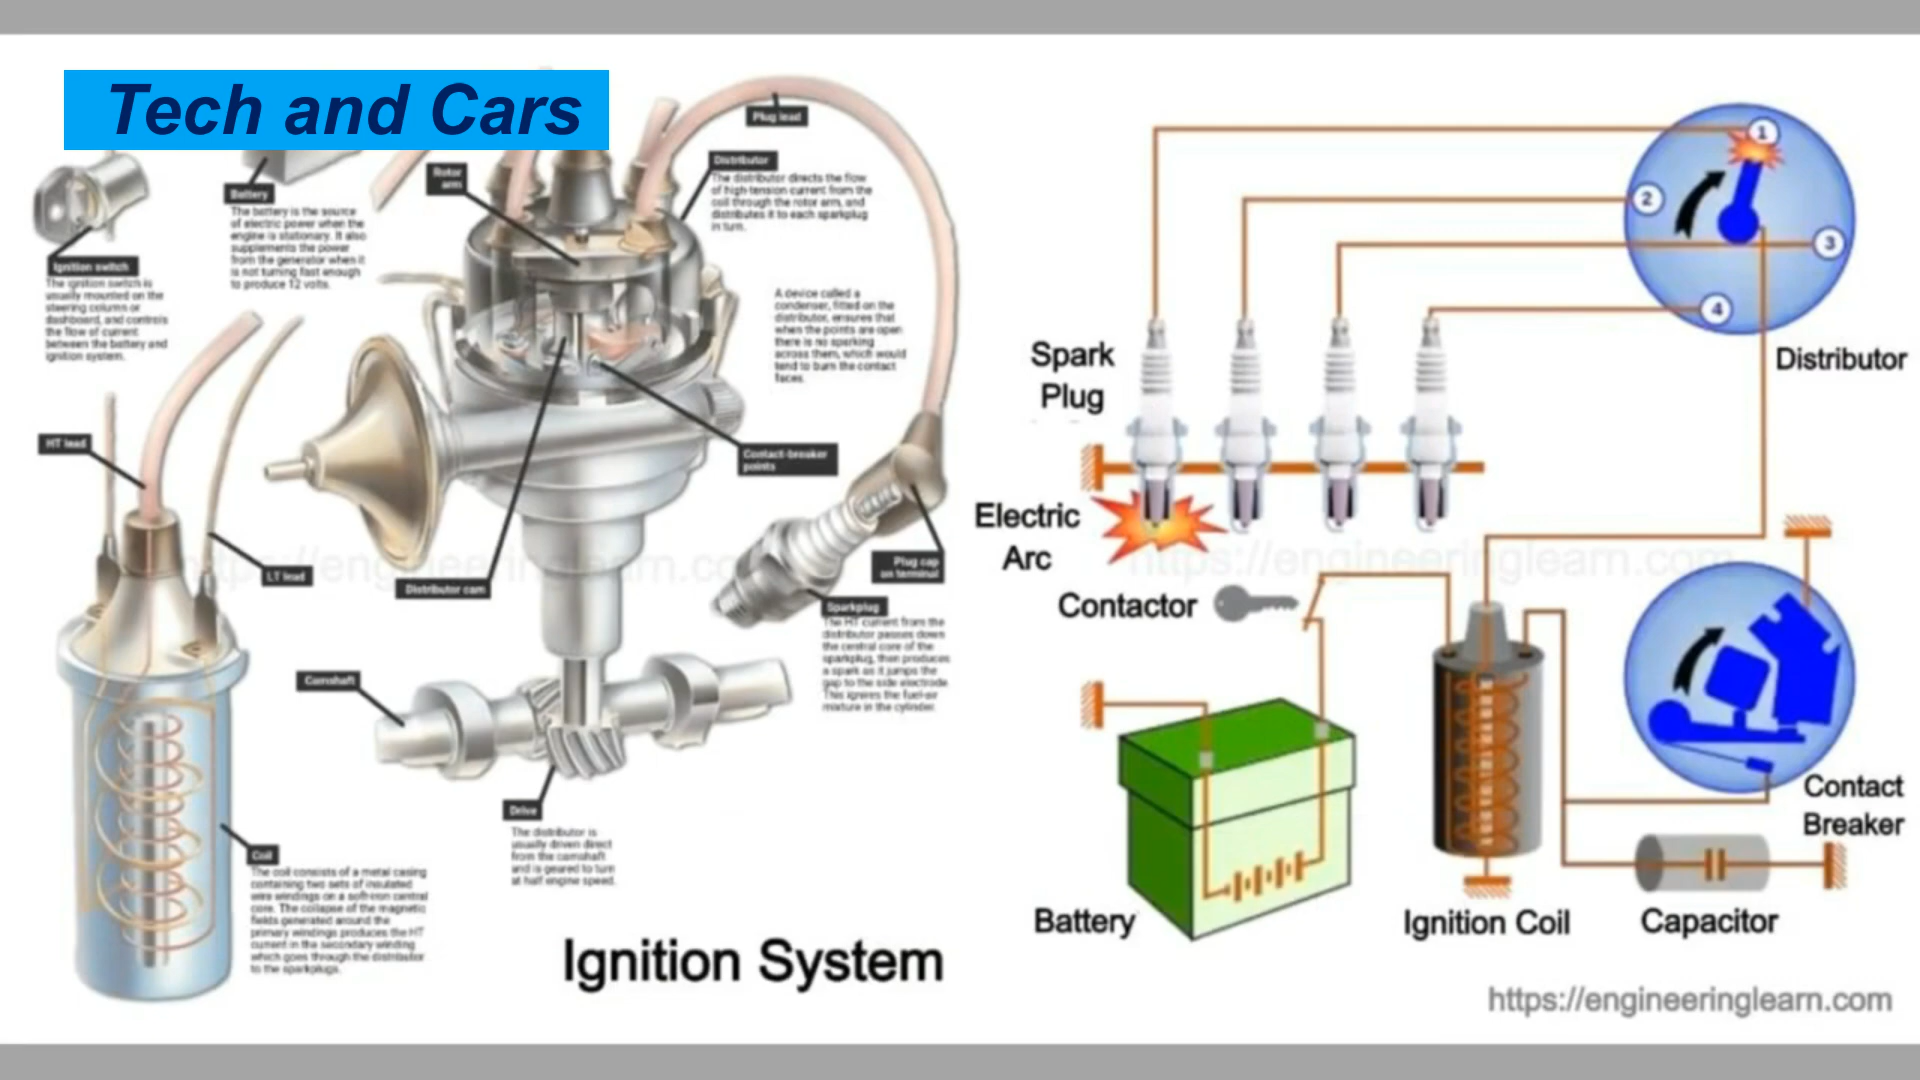 Tech and Cars
Plug lead
Rotor
arm
Distributor
The distributor directs the flow
of high-tension current from the
coil through the rotor arm, and
distributes it to each sparkplug
in turn.
Battery
The battery is the source
of electric power when the
engine is stationary. It also
supplements the power
from the generator when it
is not turning fast enough
to produce 12 volts.
Ignition switch
The ignition switch is
usually mounted on the
steering column or
dashboard, and controls
the flow of current
between the battery and
ignition system.
A device called a
condenser, fitted on the
distributor, ensures that
when the points are open
there is no sparking
across them, which would
tend to burn the contact
faces.
HT lead
Contact-breaker
points
LT lead
Distributor cam
Plug cap
on terminal
Sparkplug
The HT current from the
distributor passes down
the central core of the
sparkplug, then produces
a spark as it jumps the
gap to the side electrode.
This ignites the fuel-air
mixture in the cylinder.
Camshaft
Drive
The distributor is
usually driven direct
from the camshaft
and is geared to turn
at half engine speed.
Coil
The coil consists of a metal casing
containing two sets of insulated
wire windings on a soft-iron central
core. The collapse of the magnetic
fields generated around the
primary windings produces the HT
current in the secondary winding
which goes through the distributor
to the sparkplugs.
https://engineeringlearn.com
Ignition System
1
2
3
4
Distributor
Spark
Plug
Electric
Arc
https://engineeringlearn.com
Contactor
Contact
Breaker
Battery
Ignition Coil
Capacitor
https://engineeringlearn.com